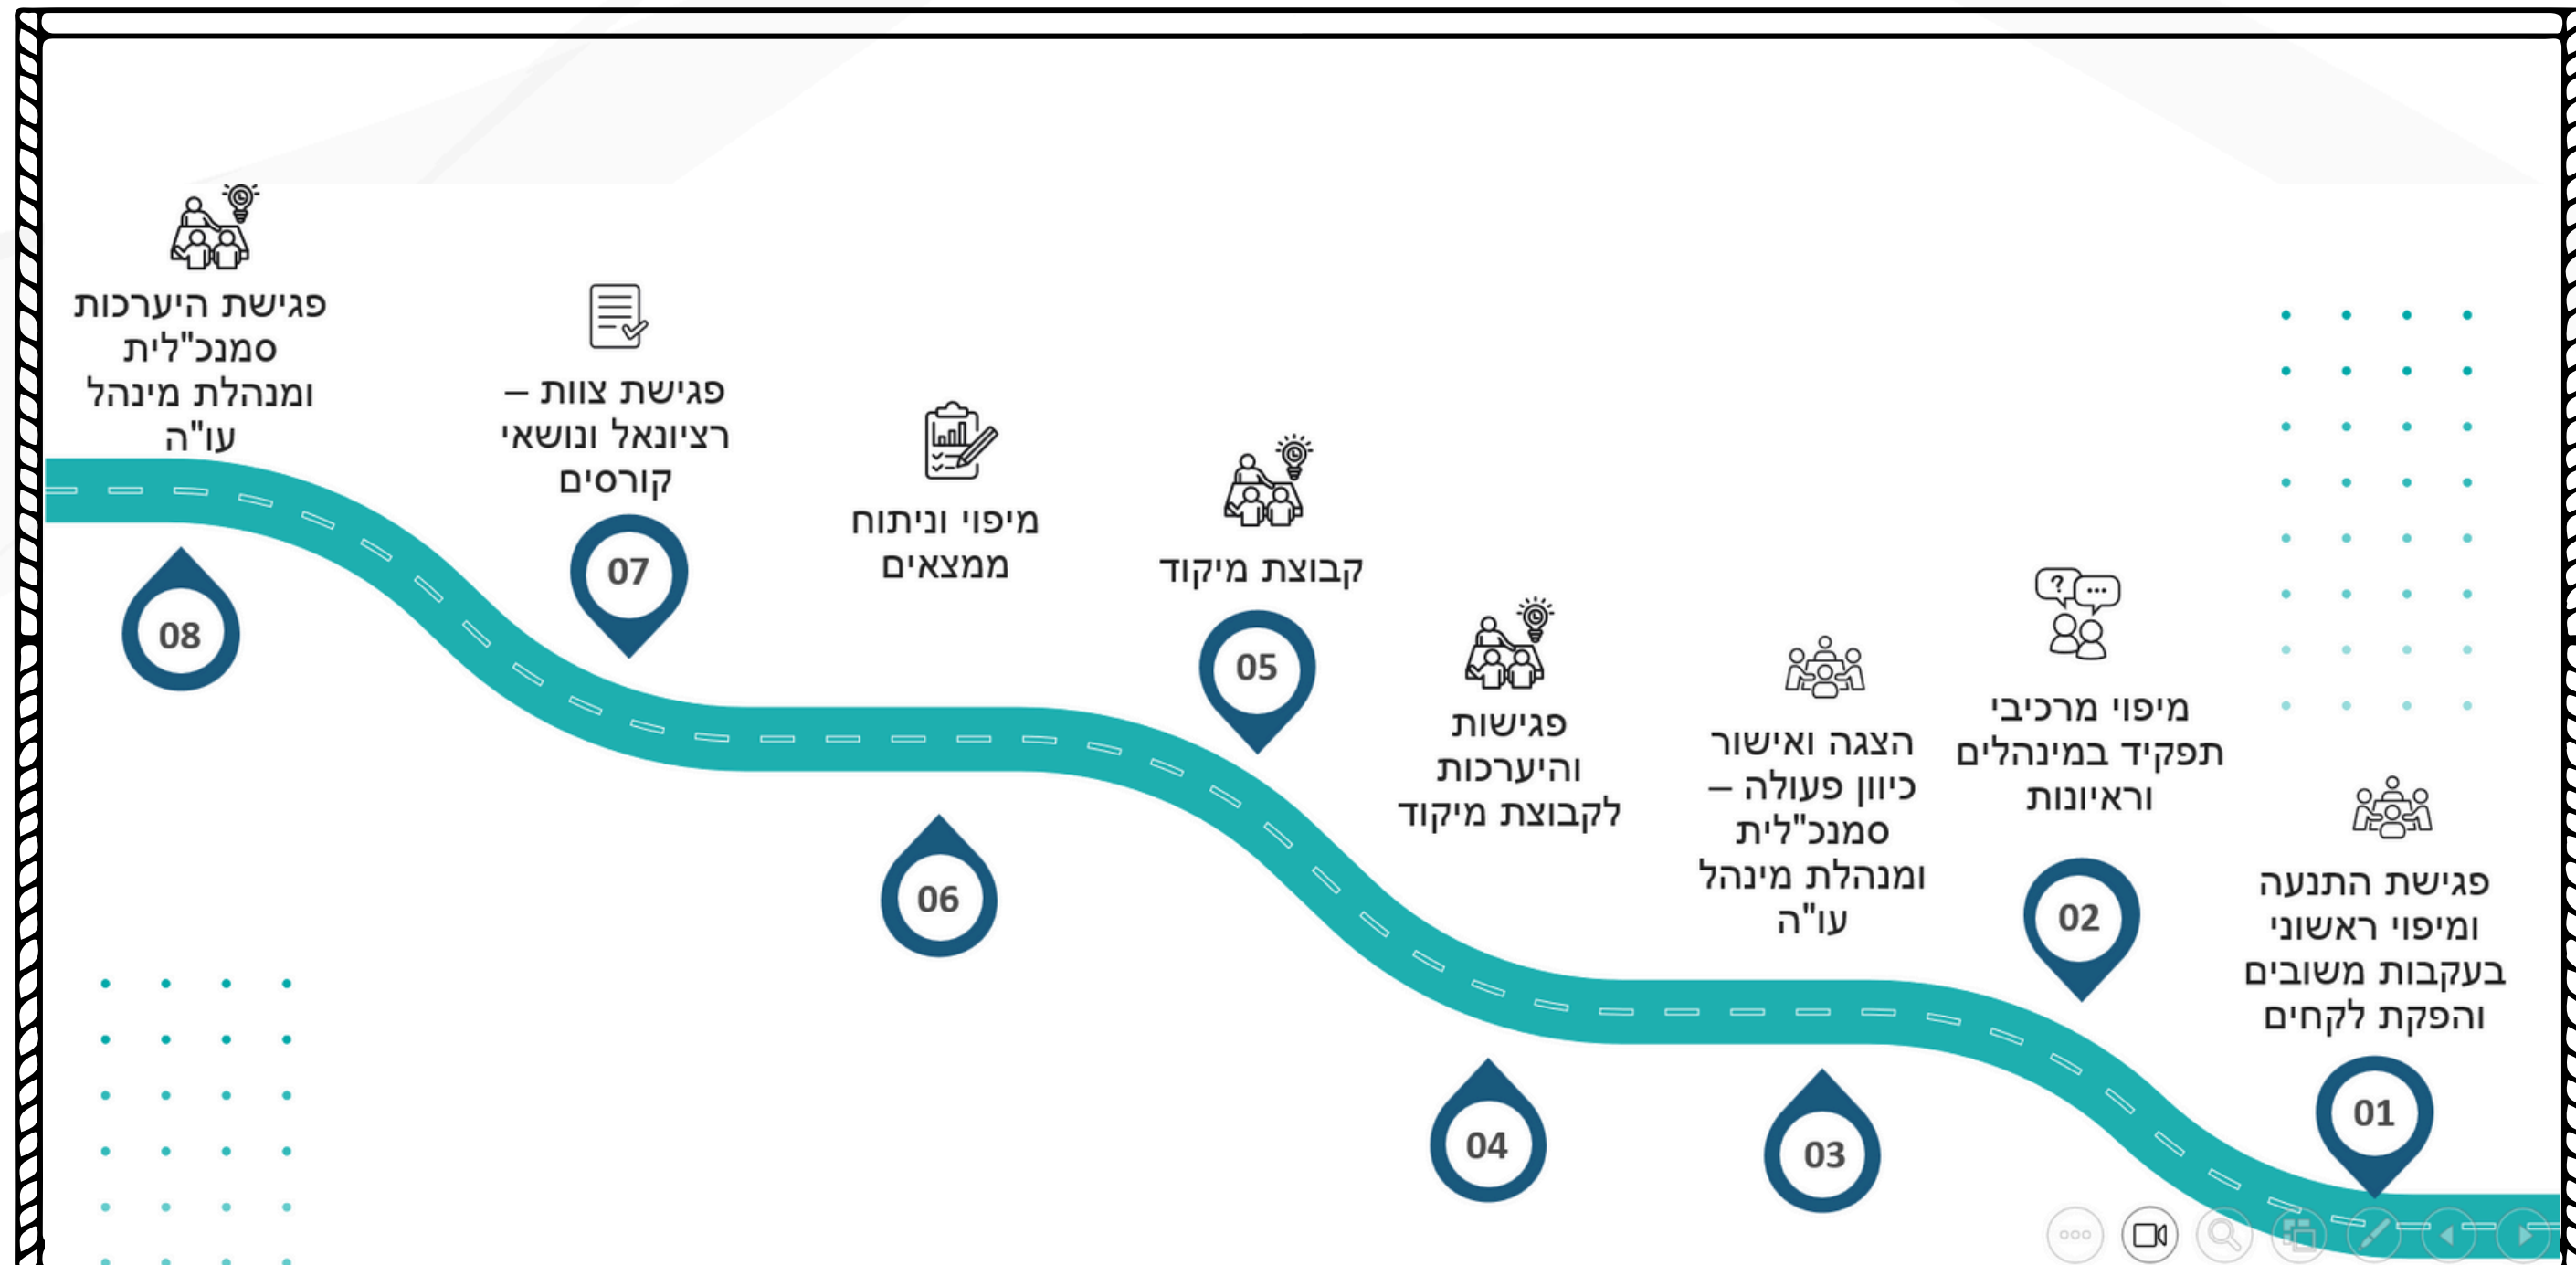 פגישת התנעה
ומיפוי ראשוני
בעקבות משובים
והפקת לקחים
01
מיפוי מרכיבי
תפקיד במינהלים
וראיונות
02
הצגה ואישור
כיוון פעולה –
סמנכ"לית
ומנהלת מינהל
עו"ה
03
פגישות
והיערכות
לקבוצת מיקוד
04
קבוצת מיקוד
05
מיפוי וניתוח
ממצאים
06
פגישת צוות –
רציונאל ונושאי
קורסים
07
פגישת היערכות
סמנכ"לית
ומנהלת מינהל
עו"ה
08